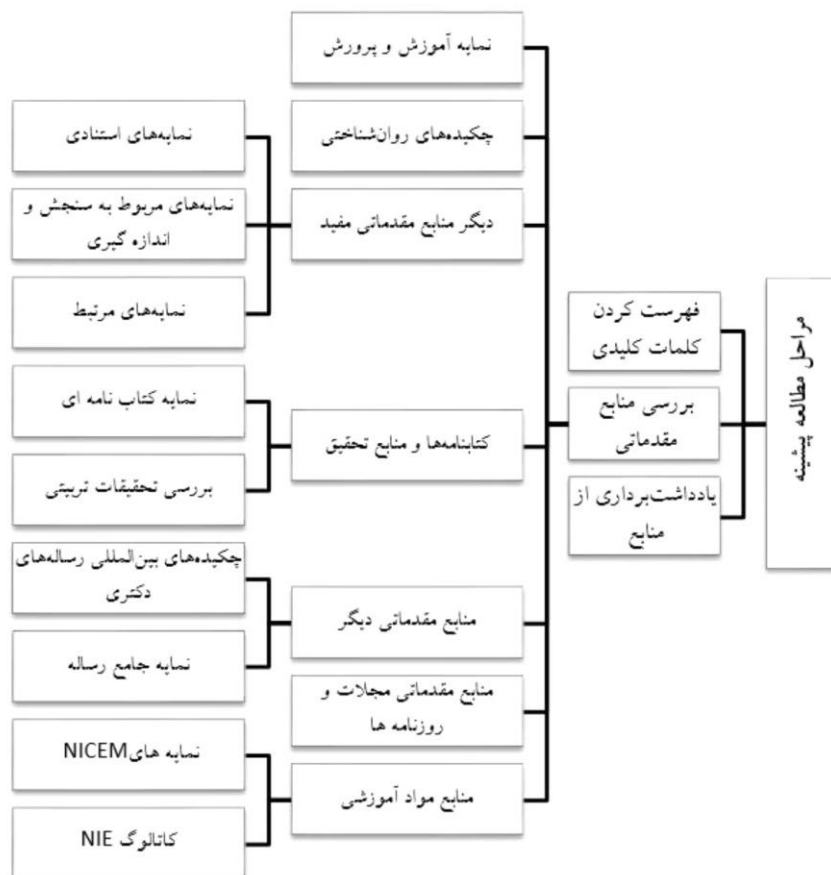 مراحل مطالعه پیشینه
فهرست کردن
کلمات کلیدی
بررسی منابع
مقدماتی
یادداشت‌برداری از
منابع
نمایه آموزش و پرورش
چکیده‌های روان‌شناختی
دیگر منابع مقدماتی مفید
نمایه‌های استنادی
نمایه‌های مربوط به سنجش و
اندازه گیری
نمایه‌های مرتبط
کتابنامه‌ها و منابع تحقیق
نمایه کتاب نامه ای
بررسی تحقیقات تربیتی
منابع مقدماتی دیگر
چکیده‌های بین‌المللی رساله‌های
دکتری
نمایه جامع رساله
منابع مقدماتی مجلات و
روزنامه ها
منابع مواد آموزشی
نمایه هایNICEM
کاتالوگ NIE